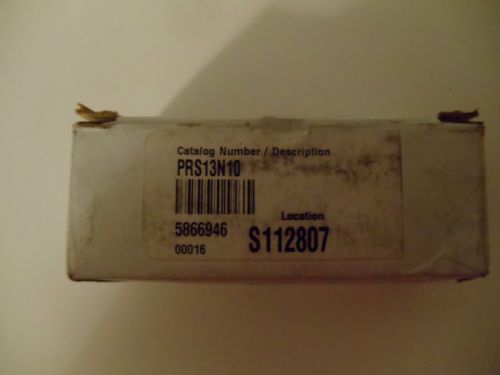 Catalog Number / Description
PRS13N10
5866946
Location
00016
S112807